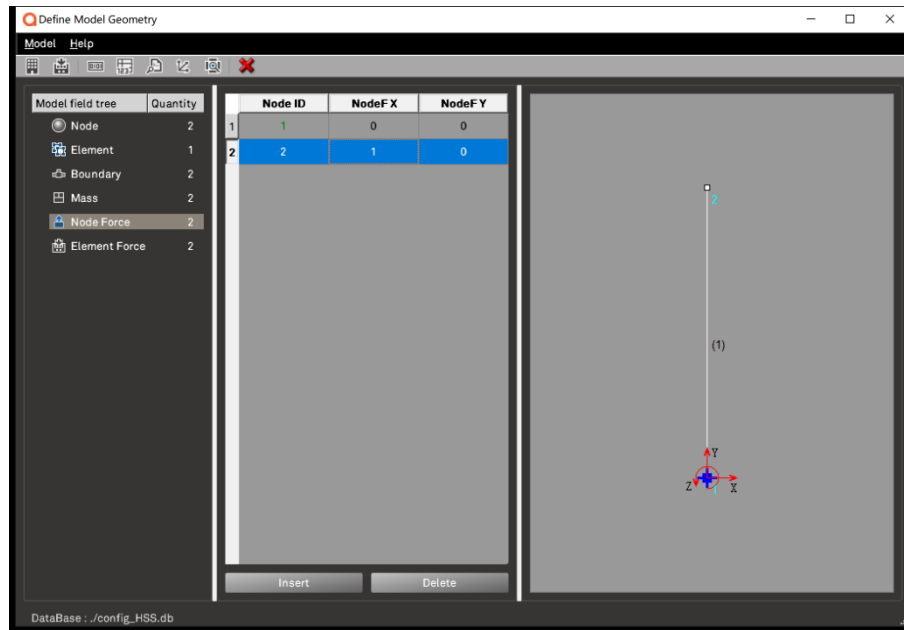 Define Model Geometry
Model Help
Model field tree Quantity
Node 2
Element 1
Boundary 2
Mass 2
Node Force 2
Element Force 2
Node ID NodeF X NodeF Y
1 1 0 0
2 2 1 0
Insert Delete
2
(1)
Y
Z X
1
DataBase : ./config_HSS.db